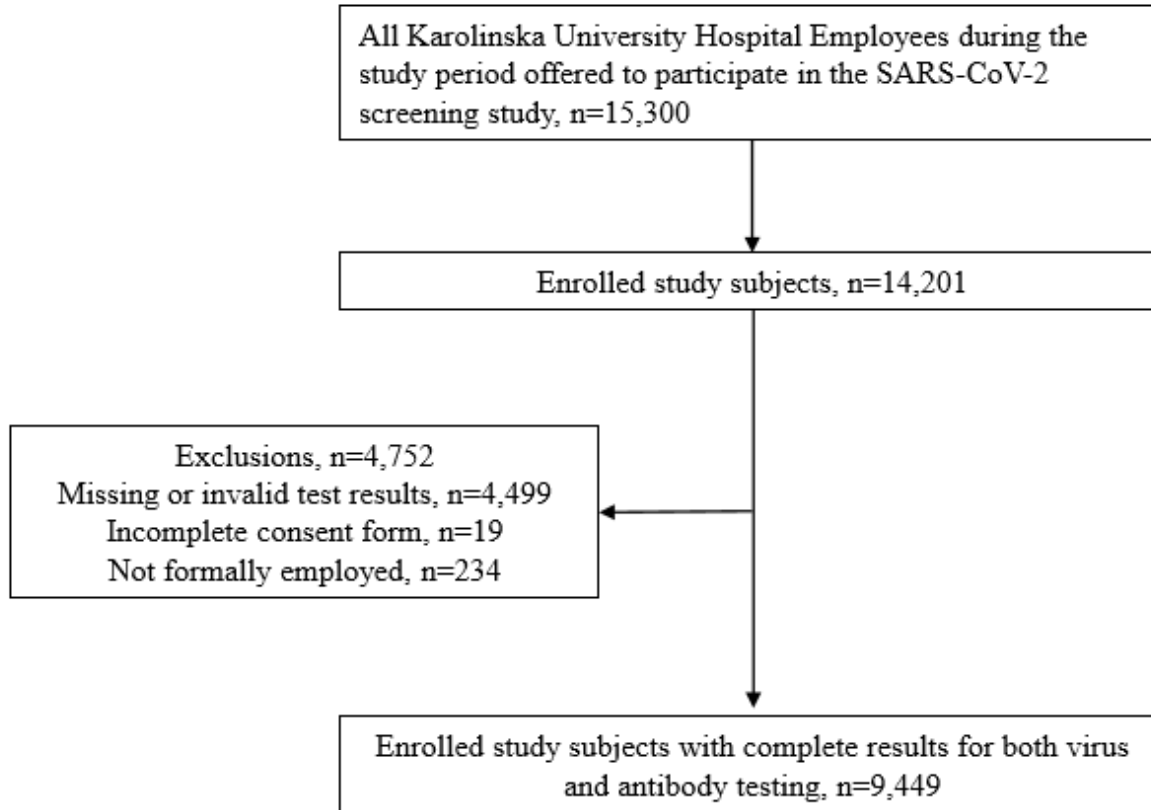 All Karolinska University Hospital Employees during the
study period offered to participate in the SARS-CoV-2
screening study, n=15,300
Enrolled study subjects, n=14,201
Exclusions, n=4,752
Missing or invalid test results, n=4,499
Incomplete consent form, n=19
Not formally employed, n=234
Enrolled study subjects with complete results for both virus
and antibody testing, n=9,449